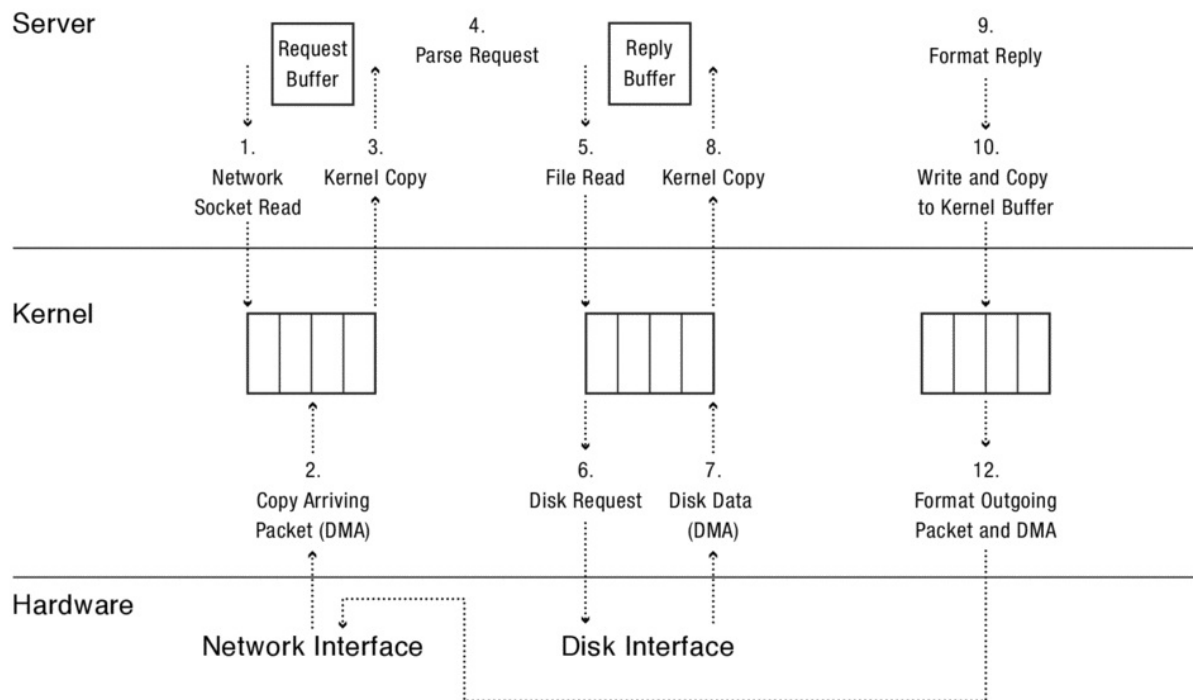 Server
Request
Buffer
4.
Parse Request
Reply
Buffer
9.
Format Reply
1.
Network
Socket Read
3.
Kernel Copy
5.
File Read
8.
Kernel Copy
10.
Write and Copy
to Kernel Buffer
Kernel
2.
Copy Arriving
Packet (DMA)
6.
Disk Request
7.
Disk Data
(DMA)
12.
Format Outgoing
Packet and DMA
Hardware
Network Interface
Disk Interface